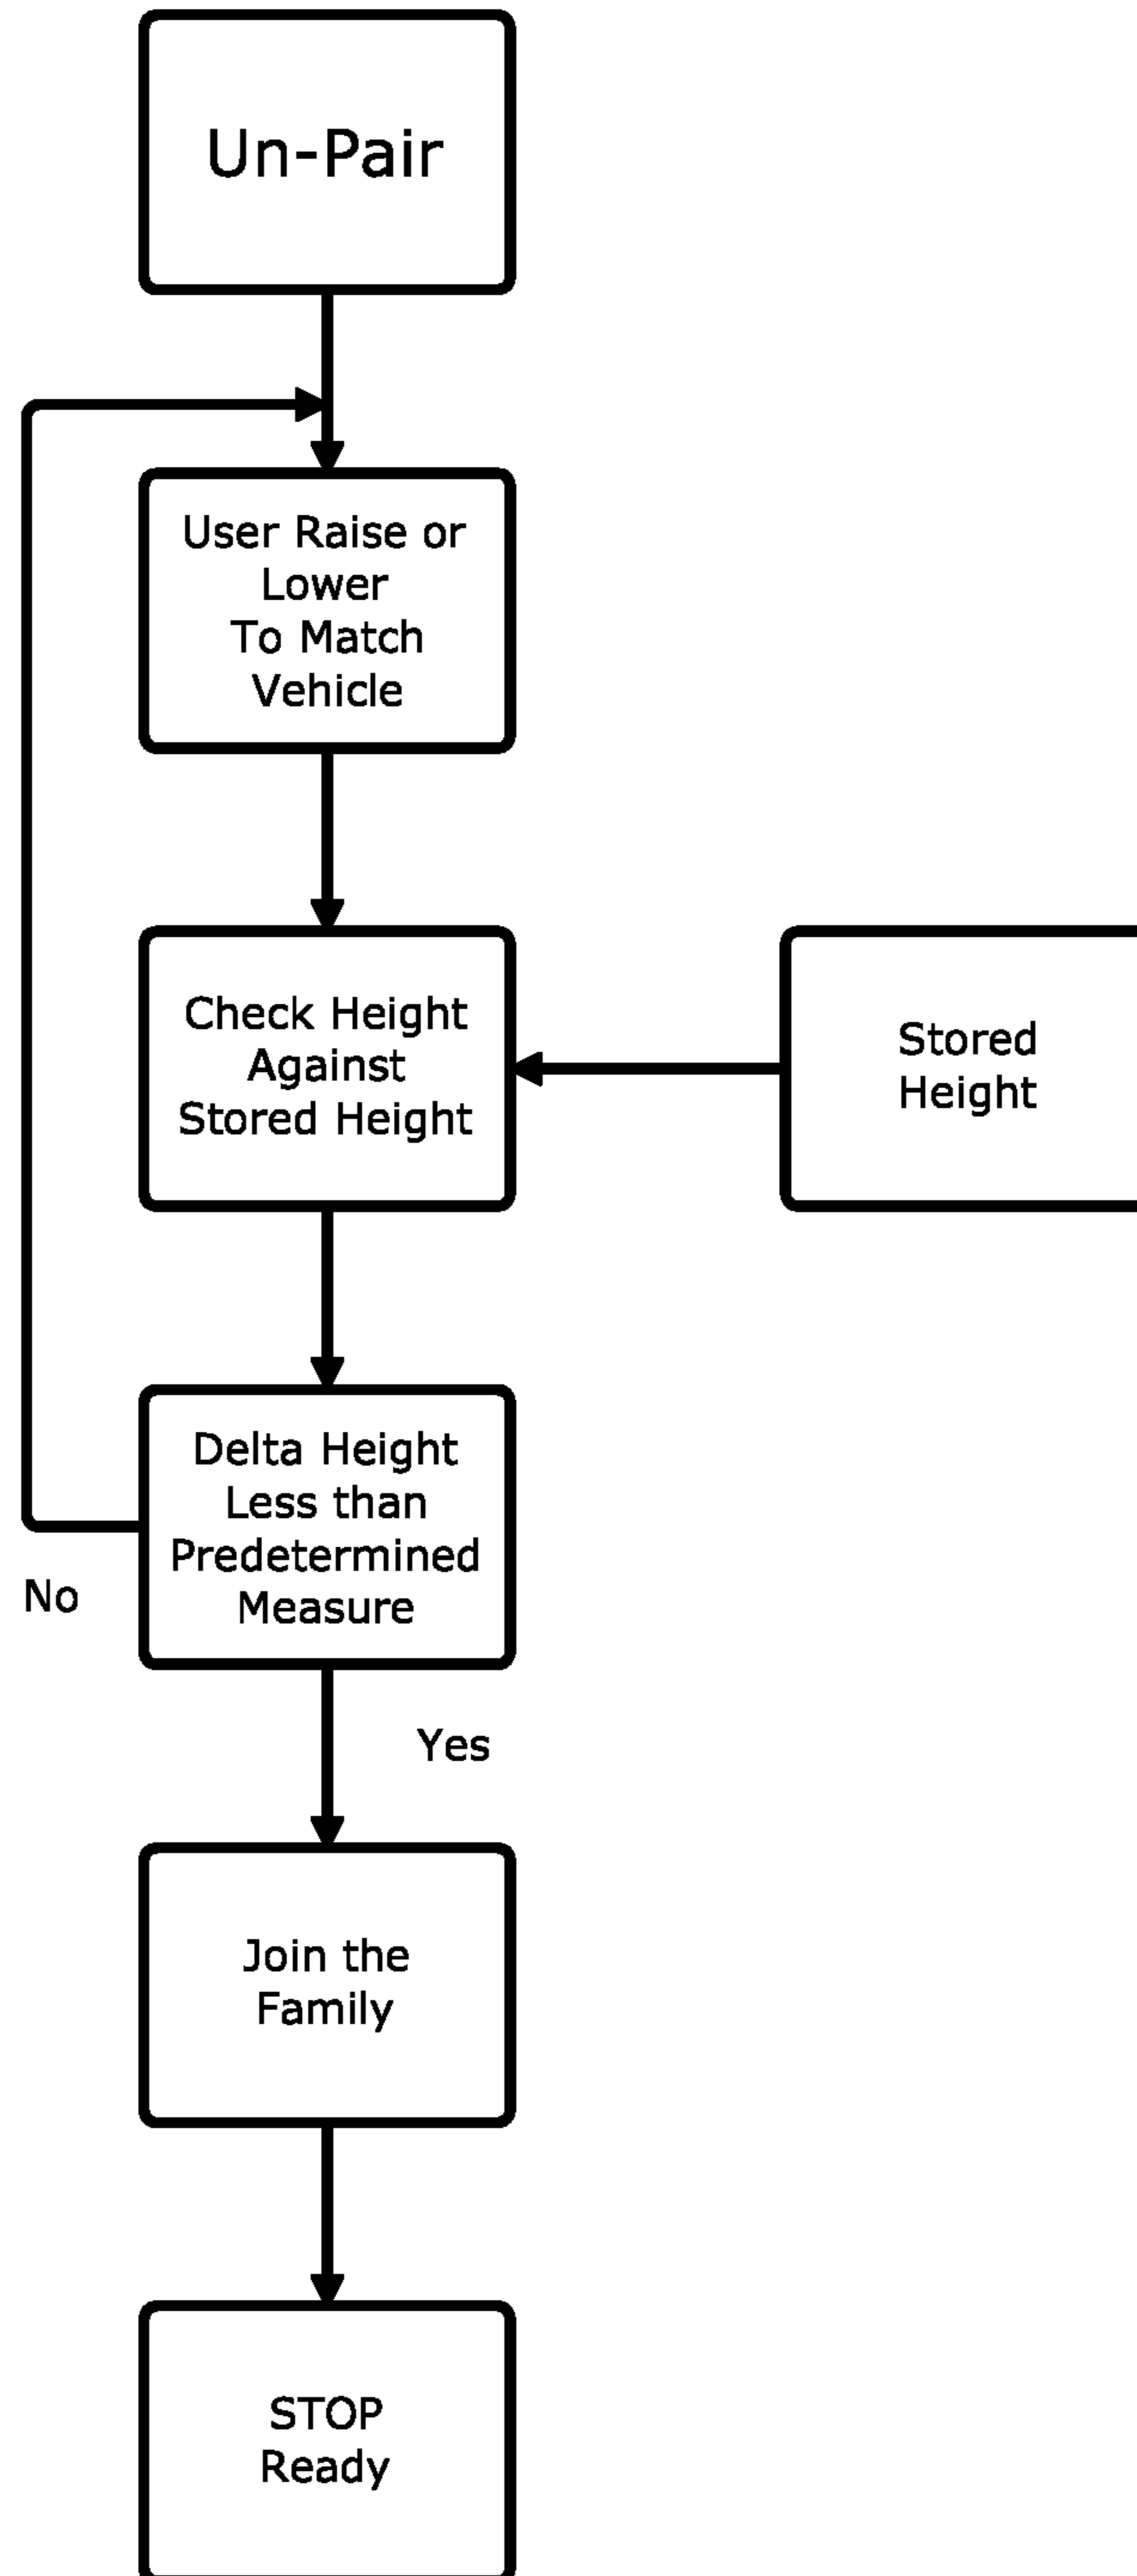 Un-Pair
User Raise or
Lower
To Match
Vehicle
Check Height
Against
Stored Height
Stored
Height
Delta Height
Less than
Predetermined
Measure
No
Yes
Join the
Family
STOP
Ready